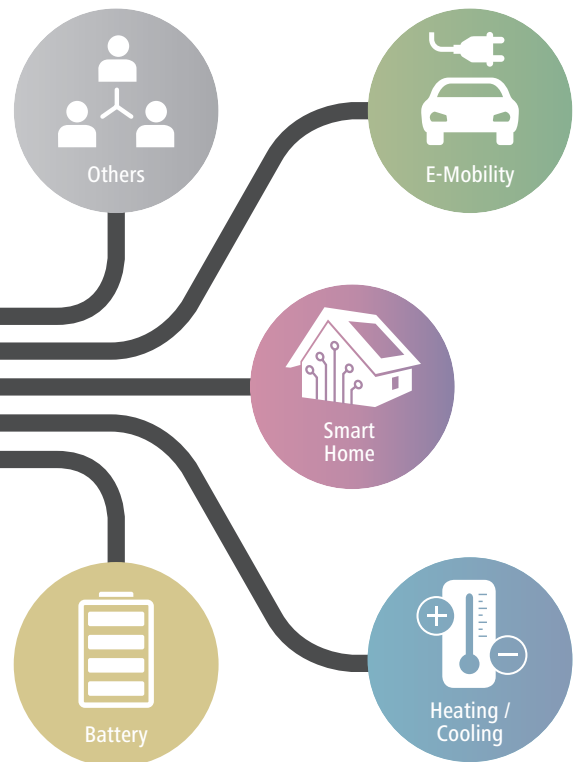 Others
E-Mobility
Smart
Home
Battery
Heating /
Cooling